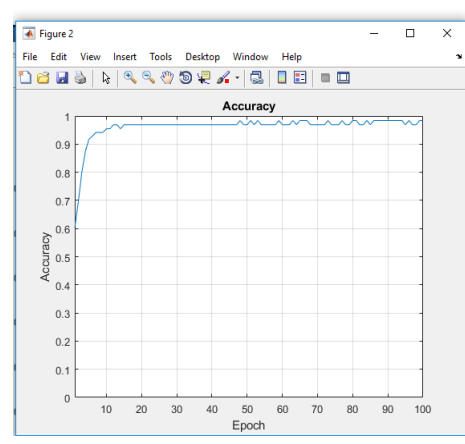 Figure 2
File Edit View Insert Tools Desktop Window Help
Accuracy
1
0.9
0.8
0.7
0.6
0.5
0.4
0.3
0.2
0.1
0
Accuracy
10 20 30 40 50 60 70 80 90 100
Epoch